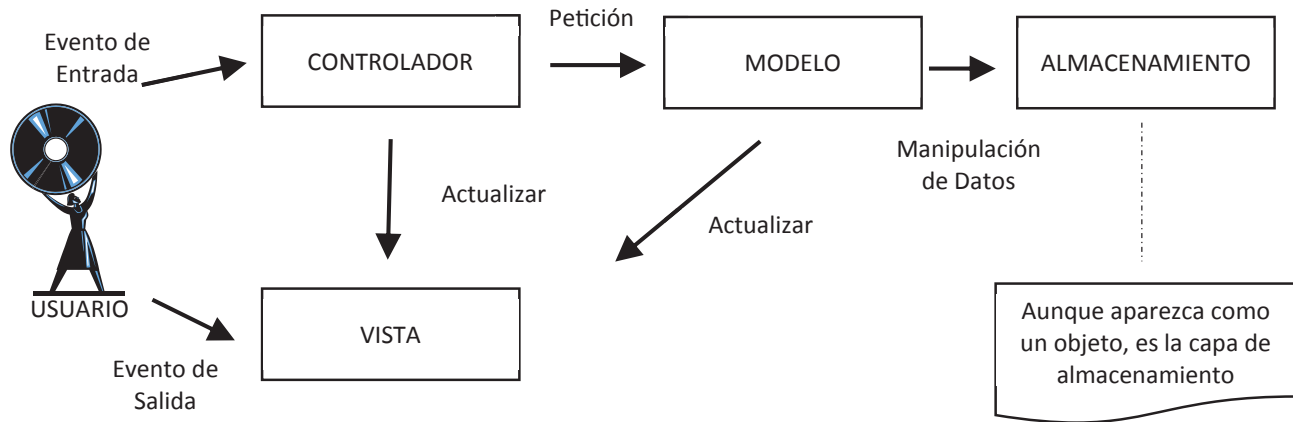 Petición
Evento de
Entrada
CONTROLADOR
MODELO
ALMACENAMIENTO
Manipulación
de Datos
Actualizar
Actualizar
USUARIO
VISTA
Evento de
Salida
Aunque aparezca como
un objeto, es la capa de
almacenamiento